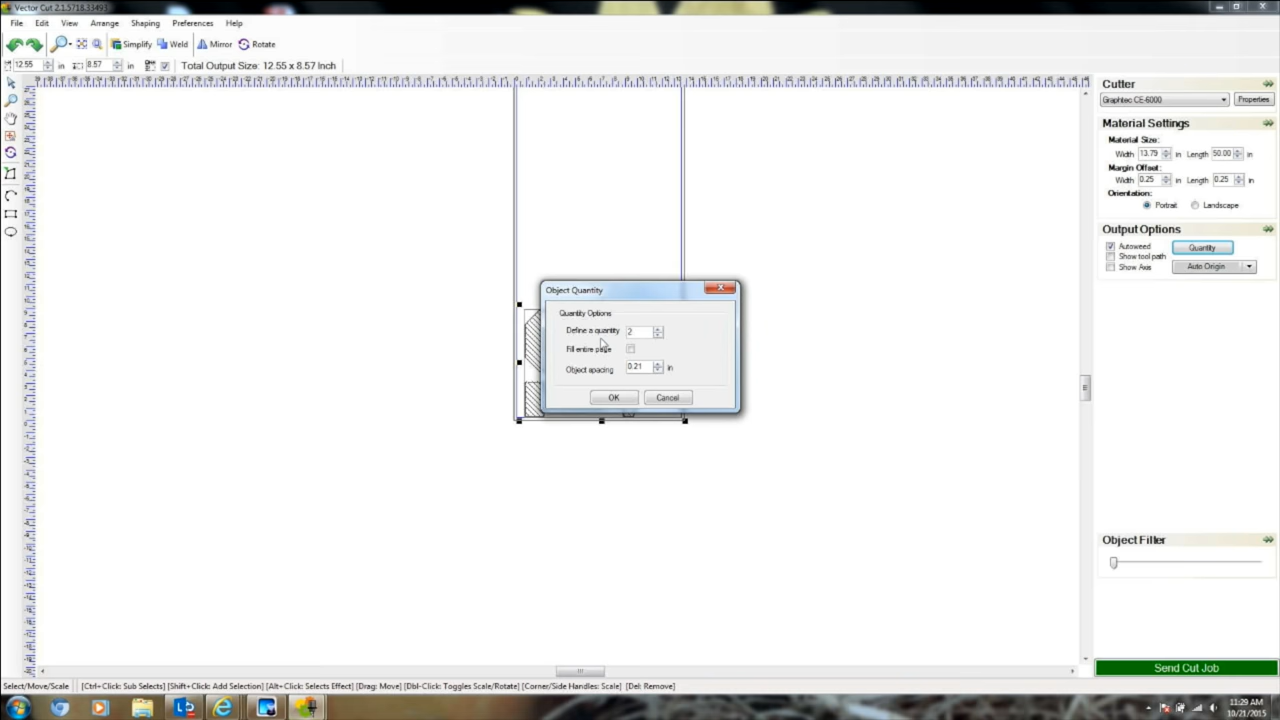 Vector Cut 2.1.5718.33493
File Edit View Arrange Shaping Preferences Help
Simplify Weld Mirror Rotate
12.55 in 8.57 in Total Output Size: 12.55 x 8.57 Inch
Cutter
Graphtec CE-6000 Properties
Material Settings
Material Size:
Width 13.79 in Length 50.00 in
Margin Offset:
Width 0.25 in Length 0.25 in
Orientation:
Portrait Landscape
Output Options
Autoweed Quantity
Show tool path
Show Axis Auto Origin
Object Quantity
Quantity Options
Define a quantity 2
Fill entire page
Object spacing 0.21 in
OK Cancel
Object Filter
Send Cut Job
Select/Move/Scale [Ctrl+Click: Sub Selects] [Shift+Click: Add Selection] [Alt+Click: Selects Effect] [Drag: Move] [Dbl-Click: Toggles Scale/Rotate] [Corner/Side Handles: Scale] [Del: Remove]
11:29 AM
10/21/2015